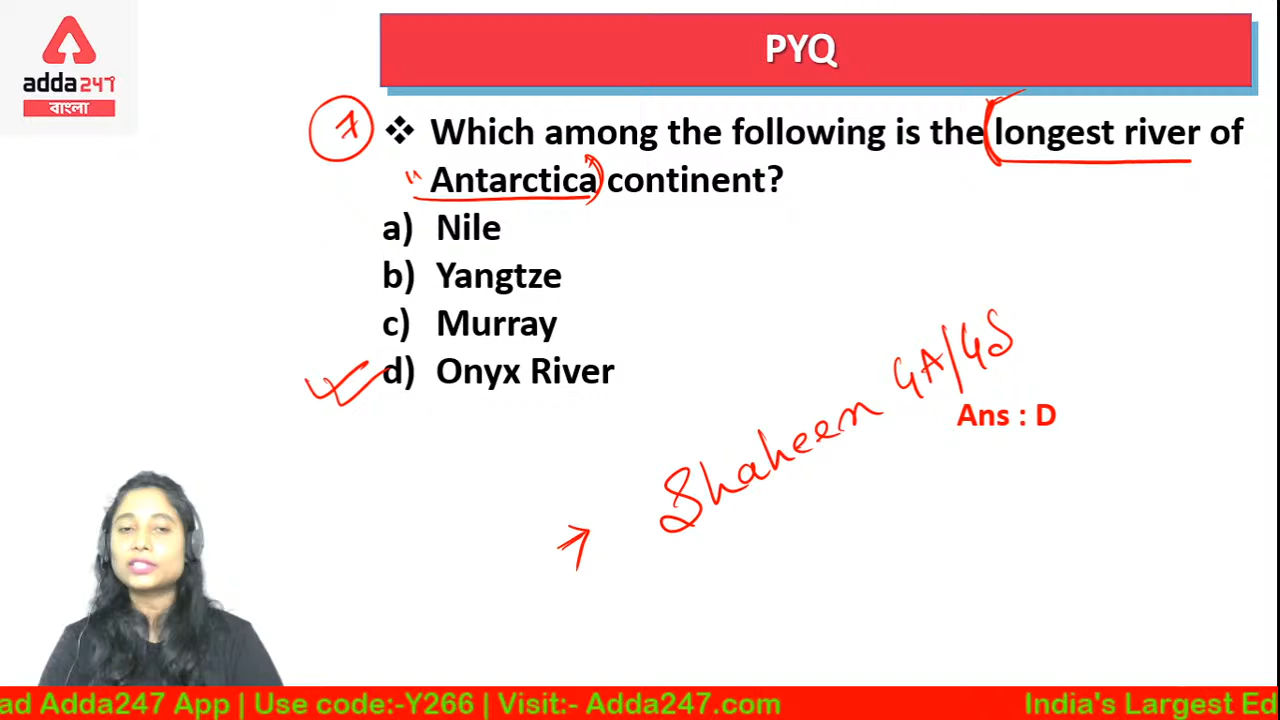 adda247
বাংলা
PYQ
7
❖ Which among the following is the longest river of
" Antarctica continent?
a) Nile
b) Yangtze
c) Murray
d) Onyx River
Shaheen GA/GS
Ans : D
ad Adda247 App | Use code:-Y266 | Visit:- Adda247.com
India's Largest Ed